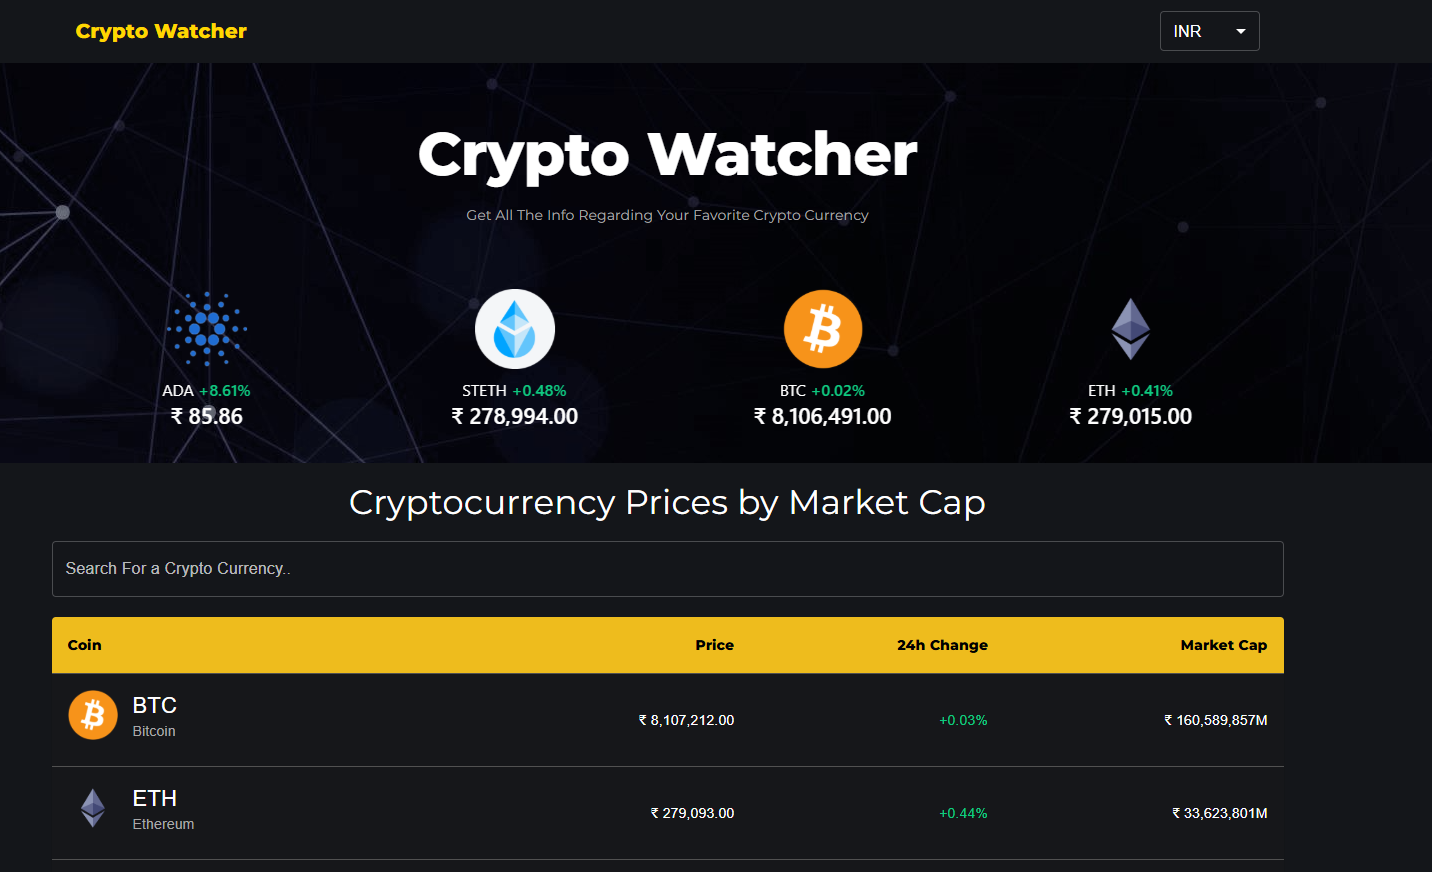 Crypto Watcher
INR
Crypto Watcher
Get All The Info Regarding Your Favorite Crypto Currency
ADA +8.61%
₹ 85.86
STETH +0.48%
₹ 278,994.00
BTC +0.02%
₹ 8,106,491.00
ETH +0.41%
₹ 279,015.00
Cryptocurrency Prices by Market Cap
Search For a Crypto Currency..
Coin Price 24h Change Market Cap
BTC
Bitcoin
₹ 8,107,212.00 +0.03% ₹ 160,589,857M
ETH
Ethereum
₹ 279,093.00 +0.44% ₹ 33,623,801M